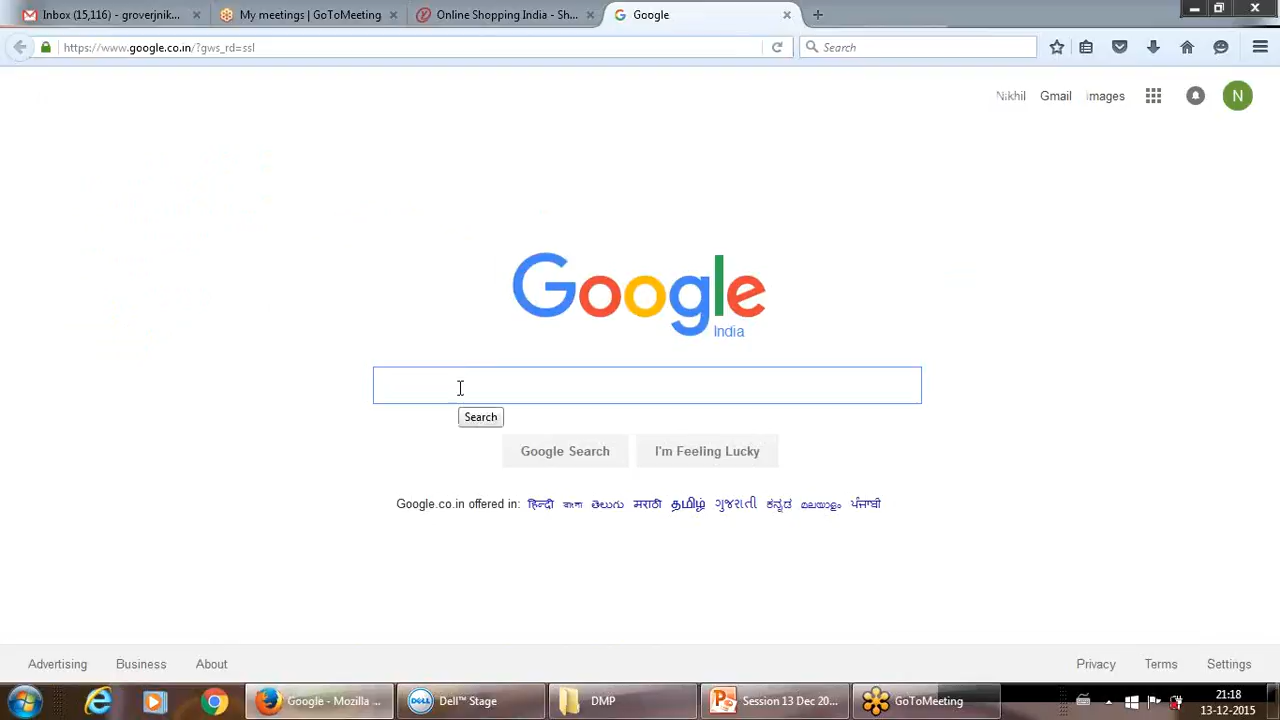 Inbox (15,116) - groverjnik...
My meetings | GoToMeeting
Online Shopping India - Sh...
Google
https://www.google.co.in/?gws_rd=ssl
Search
Nikhil Gmail Images
N
Google
India
Search
Google Search
I'm Feeling Lucky
Google.co.in offered in: हिन्दी বাংলা తెలుగు मराठी தமிழ் ગુજરાતી ಕನ್ನಡ മലയാളം ਪੰਜਾਬੀ
Advertising Business About
Privacy Terms Settings
Google - Mozilla ...
DELL
Dell™ Stage
DMP
Session 13 Dec 20...
GoToMeeting
21:18
13-12-2015